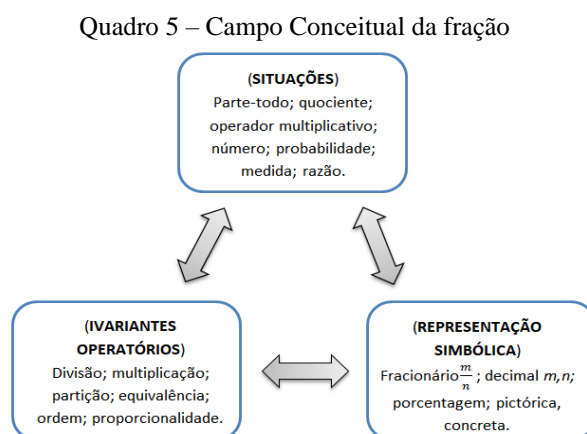 Quadro 5 – Campo Conceitual da fração
(SITUAÇÕES)
Parte-todo; quociente;
operador multiplicativo;
número; probabilidade;
medida; razão.
(IVARIANTES
OPERATÓRIOS)
Divisão; multiplicação;
partição; equivalência;
ordem; proporcionalidade.
(REPRESENTAÇÃO
SIMBÓLICA)
Fracionário m/n ; decimal m,n;
porcentagem; pictórica,
concreta.